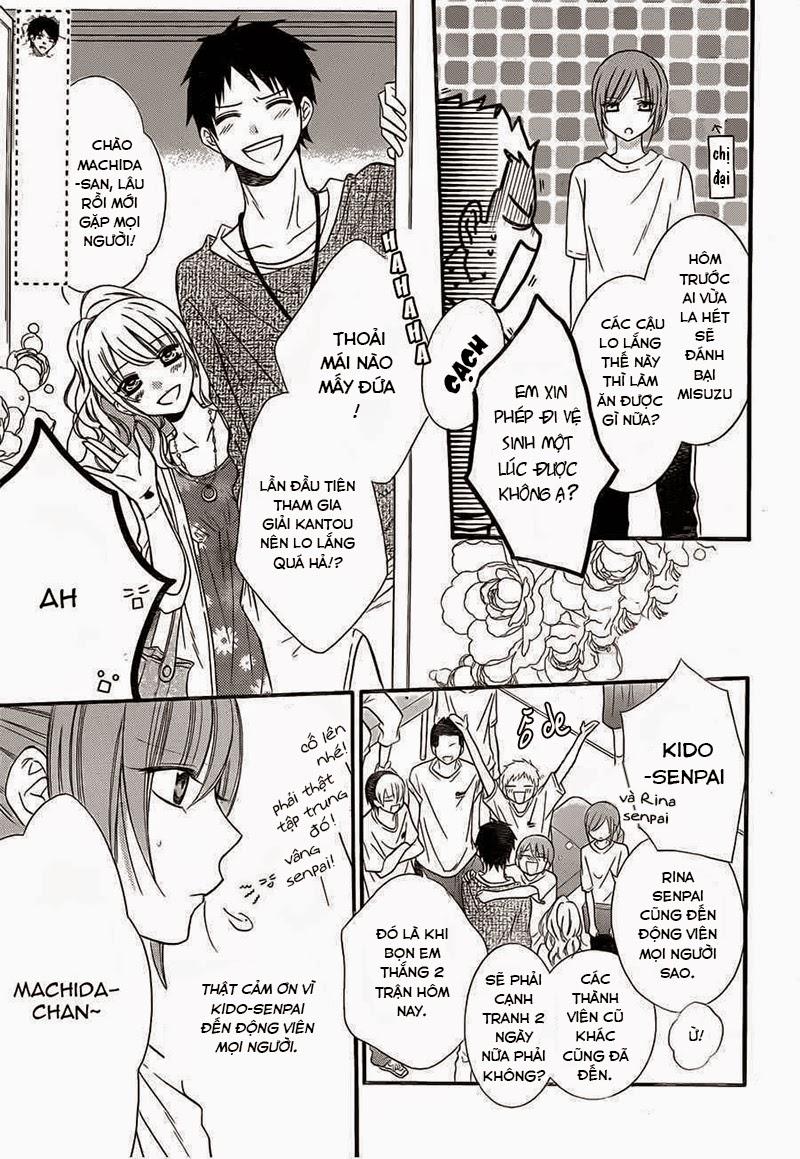 chị
đại
HÔM
TRƯỚC
AI VỪA
LA HÉT
SẼ
ĐÁNH
BẠI
MISUZU
CÁC CẬU
LO LẮNG
THẾ NÀY
THÌ LÀM
ĂN ĐƯỢC
GÌ NỮA?
EM XIN
PHÉP ĐI VỆ
SINH MỘT
LÚC ĐƯỢC
KHÔNG Ạ?
CẠCH
HAHAHA
THOẢI
MÁI NÀO
MẤY ĐỨA
!
LẦN ĐẦU TIÊN
THAM GIA
GIẢI KANTOU
NÊN LO LẮNG
QUÁ HẢ!?
CHÀO
MACHIDA
-SAN, LÂU
RỒI MỚI
GẶP MỌI
NGƯỜI!
AH
KIDO
-SENPAI
và Rina
senpai
RINA
SENPAI
CŨNG ĐẾN
ĐỘNG VIÊN
MỌI NGƯỜI
SAO.
Ừ!
CÁC
THÀNH
VIÊN CŨ
KHÁC
CŨNG ĐÃ
ĐẾN.
SẼ PHẢI
CẠNH
TRANH 2
NGÀY
NỮA PHẢI
KHÔNG?
ĐÓ LÀ KHI
BỌN EM
THẮNG 2
TRẬN HÔM
NAY.
cố lên
nhé!
phải thật
tập trung
đó!
vâng
senpai!
THẬT CẢM ƠN VÌ
KIDO-SENPAI
ĐẾN ĐỘNG VIÊN
MỌI NGƯỜI.
MACHIDA-
CHAN~